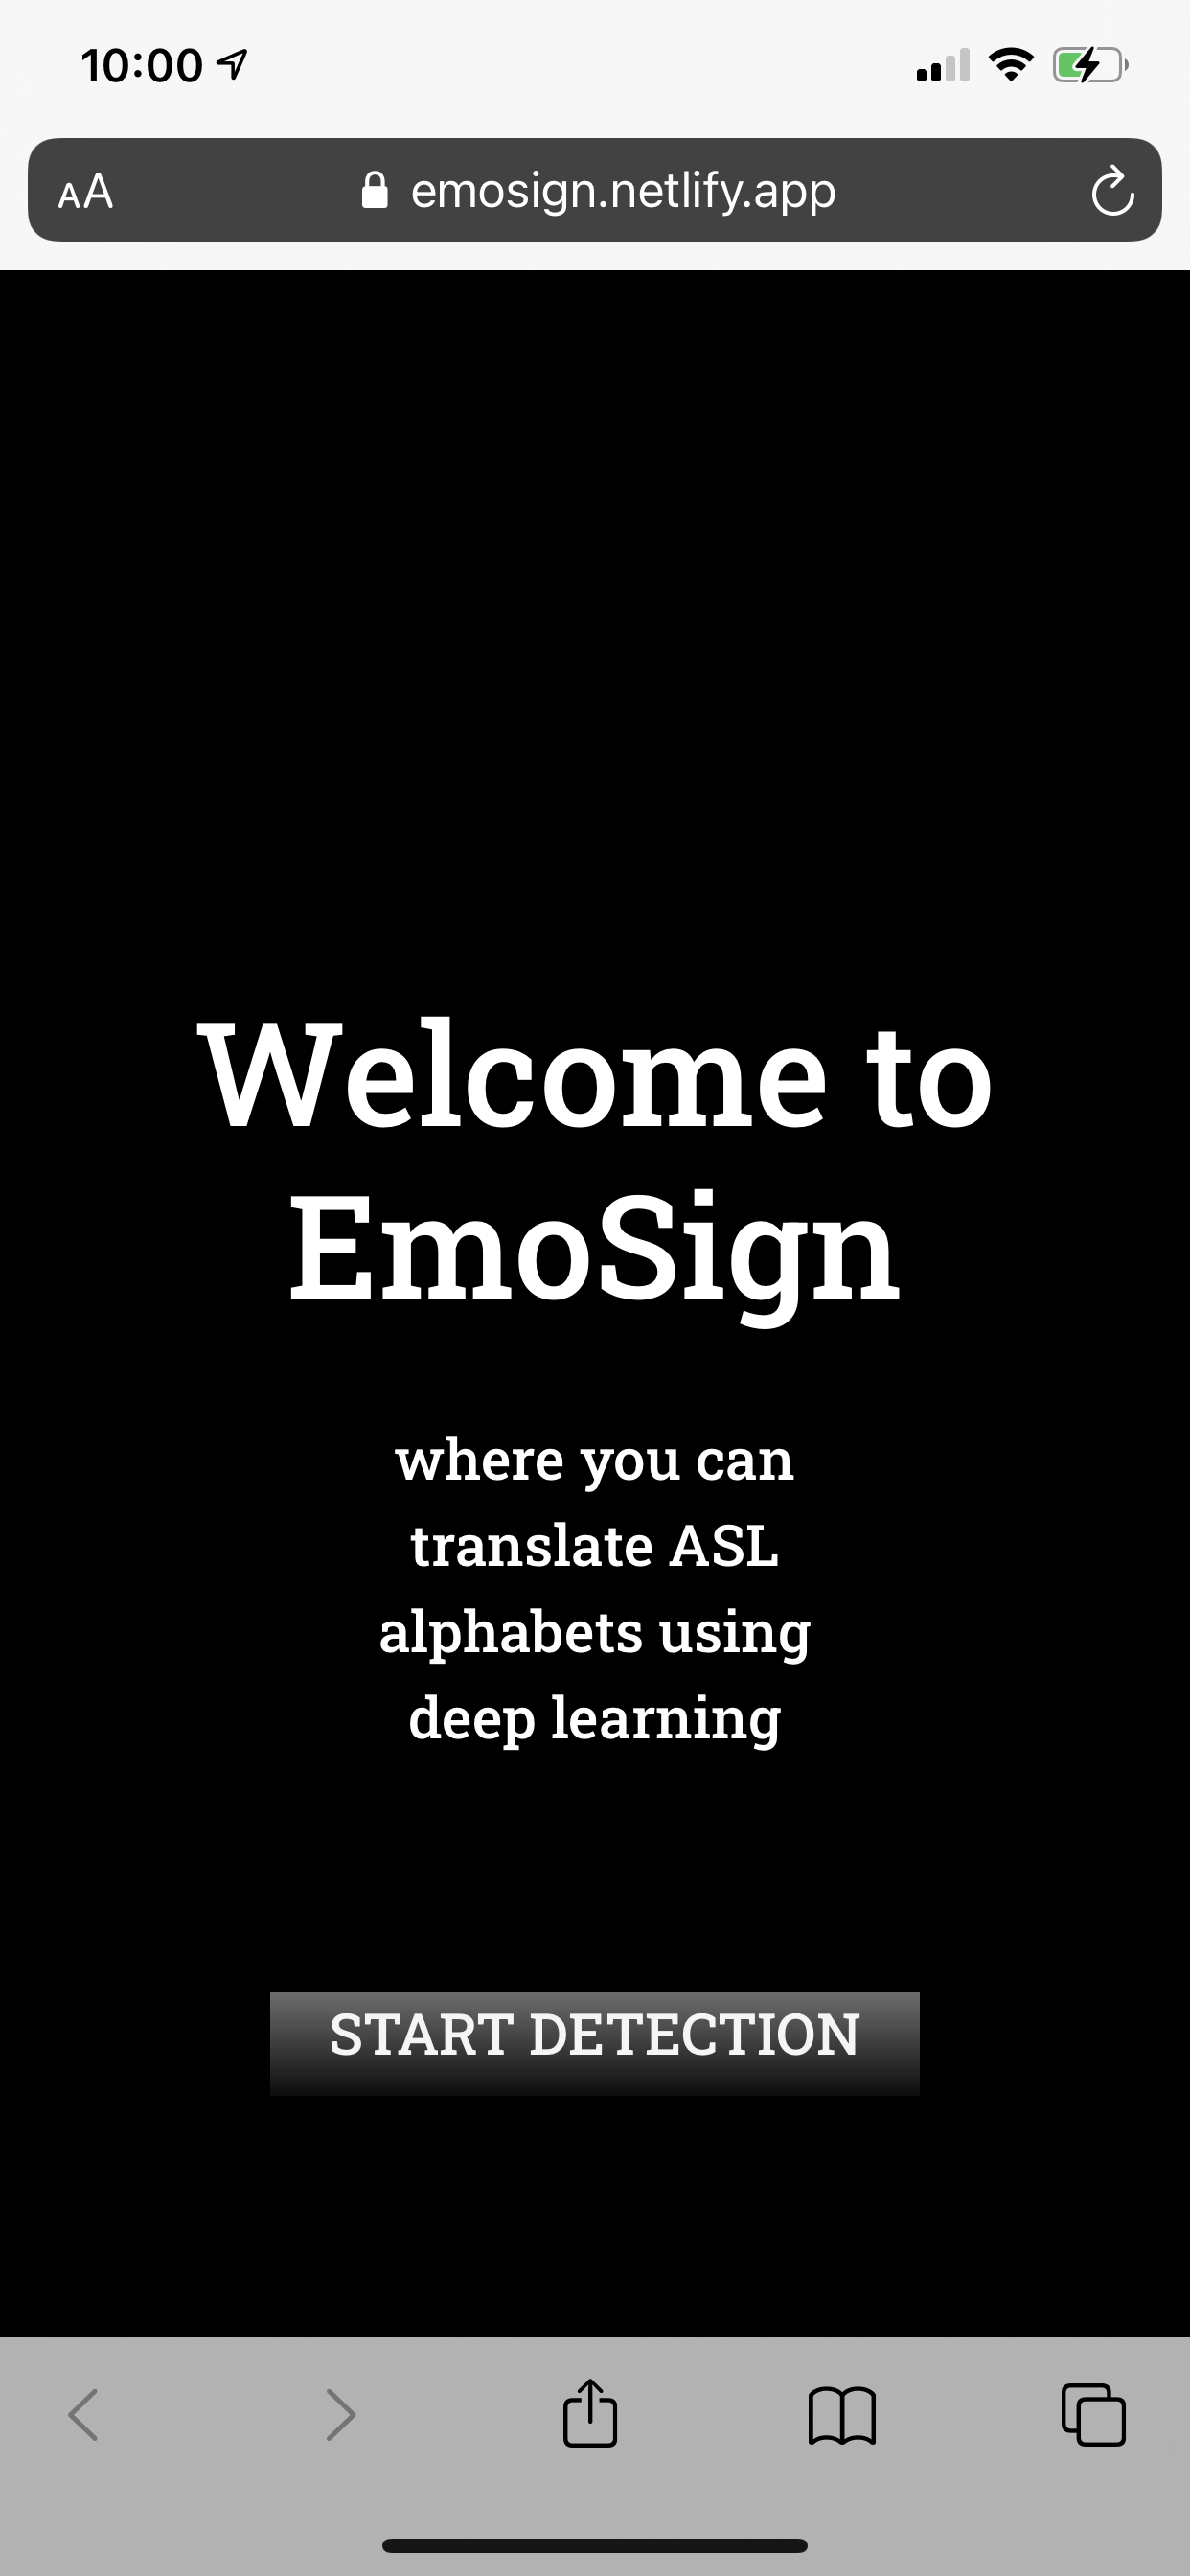 10:00
AA emosign.netlify.app
Welcome to
EmoSign
where you can
translate ASL
alphabets using
deep learning
START DETECTION